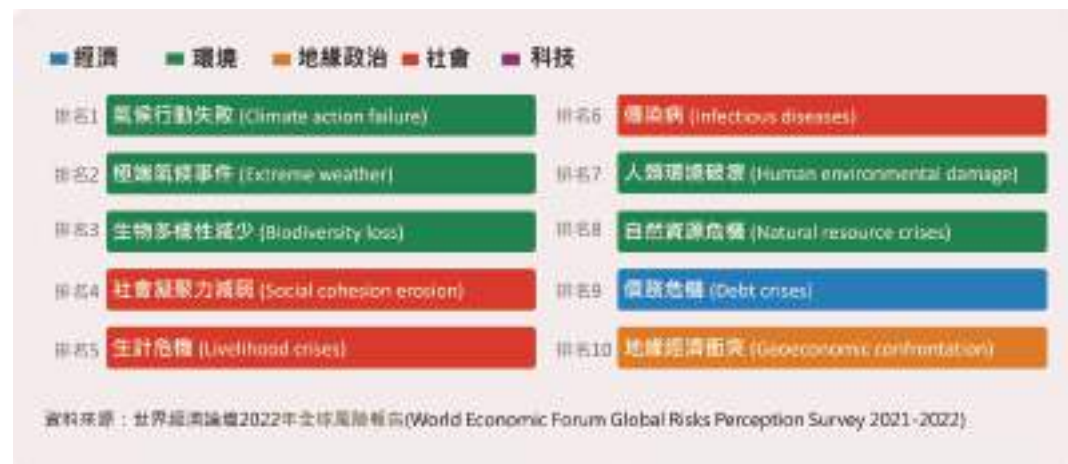 經濟 環境 地緣政治 社會 科技
排名1 氣候行動失敗 (Climate action failure)
排名2 極端氣候事件 (Extreme weather)
排名3 生物多樣性減少 (Biodiversity loss)
排名4 社會凝聚力減弱 (Social cohesion erosion)
排名5 生計危機 (Livelihood crises)
排名6 傳染病 (Infectious diseases)
排名7 人類環境破壞 (Human environmental damage)
排名8 自然資源危機 (Natural resource crises)
排名9 債務危機 (Debt crises)
排名10 地緣經濟衝突 (Geoeconomic confrontation)
資料來源：世界經濟論壇2022年全球風險報告(World Economic Forum Global Risks Perception Survey 2021-2022)